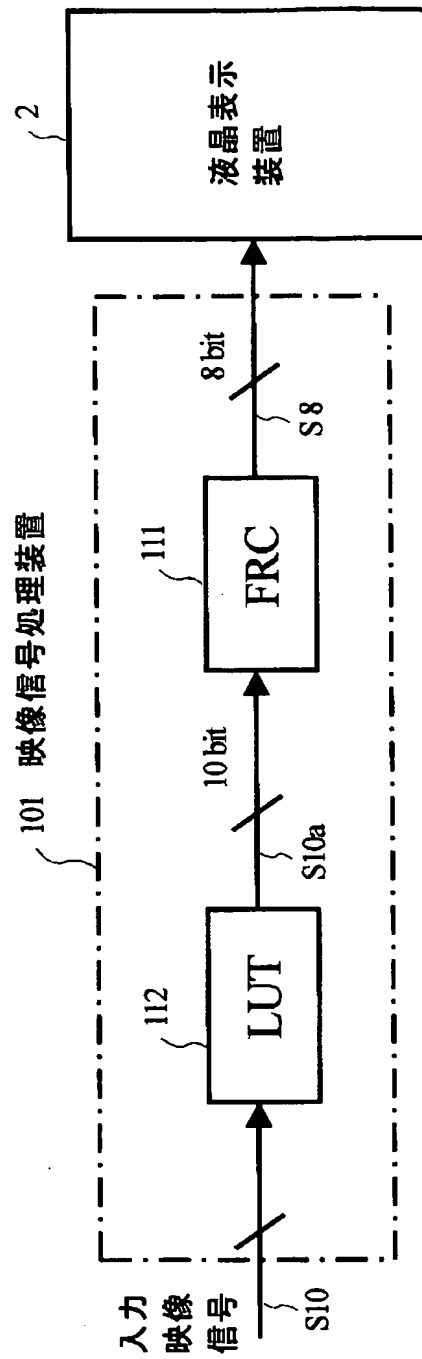 101 映像信号処理装置
入力
映像
信号
S10
112
LUT
10 bit
S10a
111
FRC
8 bit
S8
2
液晶表示
装置